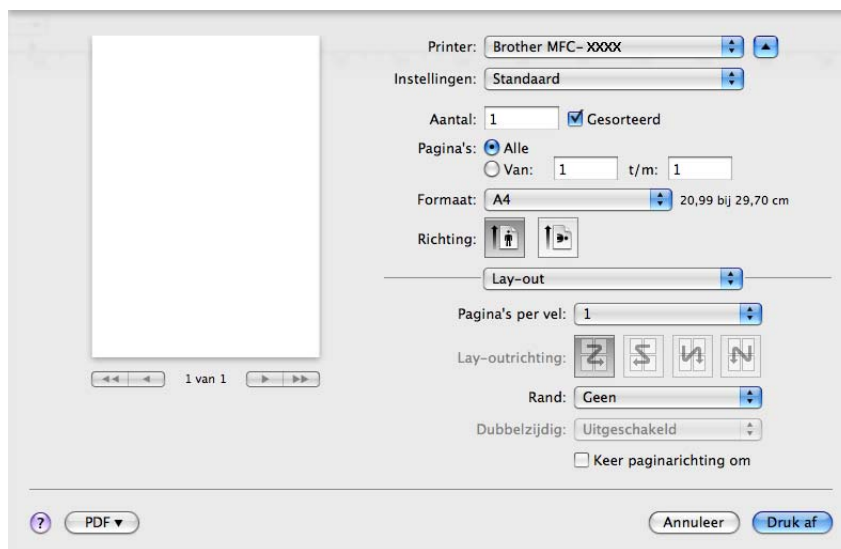 Printer: Brother MFC-XXXX
Instellingen: Standaard
Aantal: 1 Gesorteerd
Pagina's: Alle
Van: 1 t/m: 1
Formaat: A4 20,99 bij 29,70 cm
Richting:
Lay-out
Pagina's per vel: 1
Lay-outrichting:
Rand: Geen
Dubbelzijdig: Uitgeschakeld
Keer paginarichting om
1 van 1
? PDF Annuleer Druk af